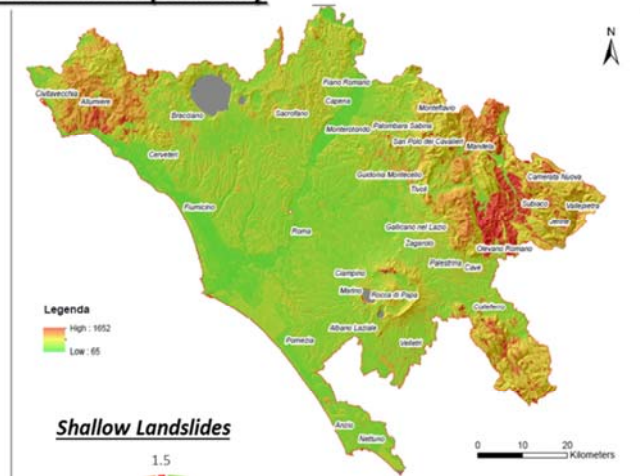 N
Piano Romano
Civitavecchia
Allumiere
Capena
Montelflavio
Bracciano
Sacrofano
Monterotondo
Palombara Sabina
San Polo dei Cavalieri
Mandela
Cerveteri
Guidonia Montecelio
Camerata Nuova
Tivoli
Subiaco
Vallepietra
Fiumicino
Jenne
Roma
Gallicano nel Lazio
Zagarolo
Olevano Romano
Palestrina
Cave
Ciampino
Marino
Rocca di Papa
Colleferro
Legenda
High : 1652
Low : 65
Albano Laziale
Pomezia
Velletri
Shallow Landslides
Anzio
Nettuno
1.5
0 10 20
Kilometers